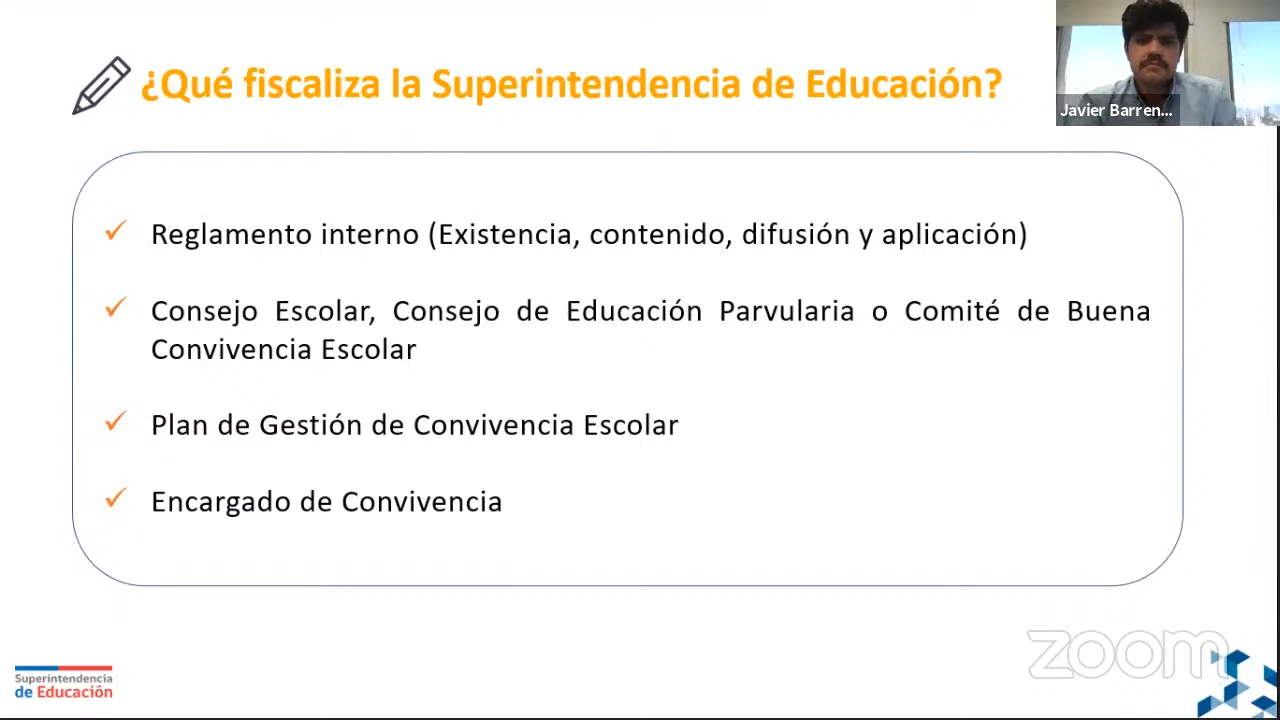 ¿Qué fiscaliza la Superintendencia de Educación?
Javier Barren...
✓ Reglamento interno (Existencia, contenido, difusión y aplicación)
✓ Consejo Escolar, Consejo de Educación Parvularia o Comité de Buena
Convivencia Escolar
✓ Plan de Gestión de Convivencia Escolar
✓ Encargado de Convivencia
zoom
Superintendencia
de Educación